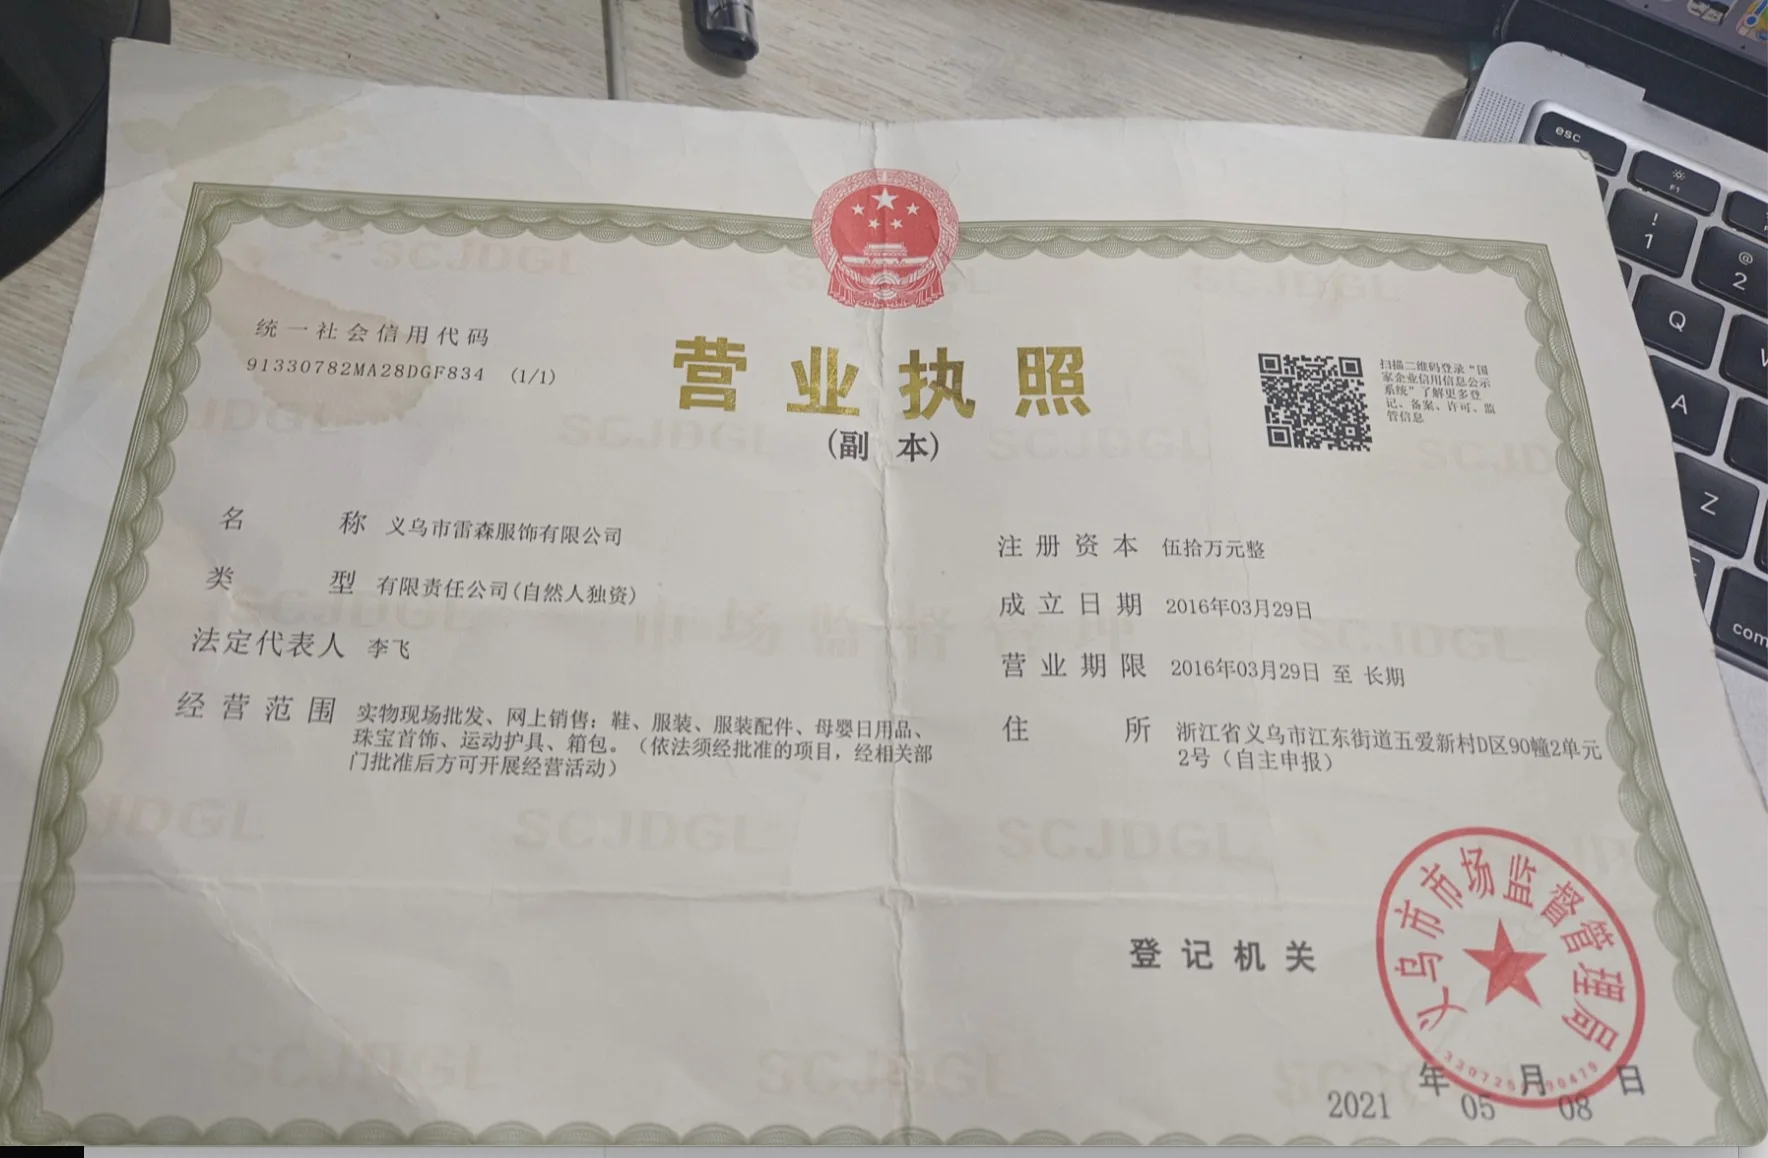 统一社会信用代码
91330782MA28DGF834 (1/1)
营业执照
(副 本)
扫描二维码登录“国
家企业信用信息公示
系统”了解更多登
记、备案、许可、监
管信息
名 称 义乌市雷森服饰有限公司
类 型 有限责任公司(自然人独资)
法定代表人 李飞
经营范围 实物现场批发、网上销售：鞋、服装、服装配件、母婴日用品、
珠宝首饰、运动护具、箱包。（依法须经批准的项目，经相关部
门批准后方可开展经营活动）
注册资本 伍拾万元整
成立日期 2016年03月29日
营业期限 2016年03月29日 至 长期
住 所 浙江省义乌市江东街道五爱新村D区90幢2单元
2号（自主申报）
登记机关
义乌市市场监督管理局
2021 年 05 月 08 日
SCJDGL
市场监督管理
esc
F1
! 1
@ 2
Q
A
Z
com